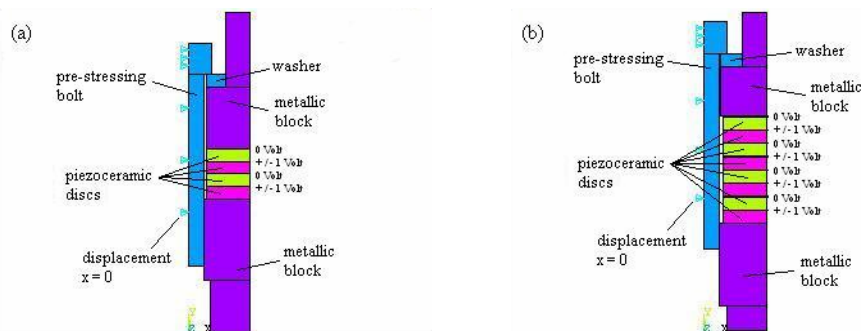 (a)
pre-stressing
bolt
washer
metallic
block
0 Volt
+/- 1 Volt
0 Volt
+/- 1 Volt
piezoceramic
discs
displacement
x = 0
metallic
block
X
(b)
pre-stressing
bolt
washer
metallic
block
0 Volt
+/- 1 Volt
0 Volt
+/- 1 Volt
0 Volt
+/- 1 Volt
0 Volt
+/- 1 Volt
piezoceramic
discs
displacement
x = 0
metallic
block
X